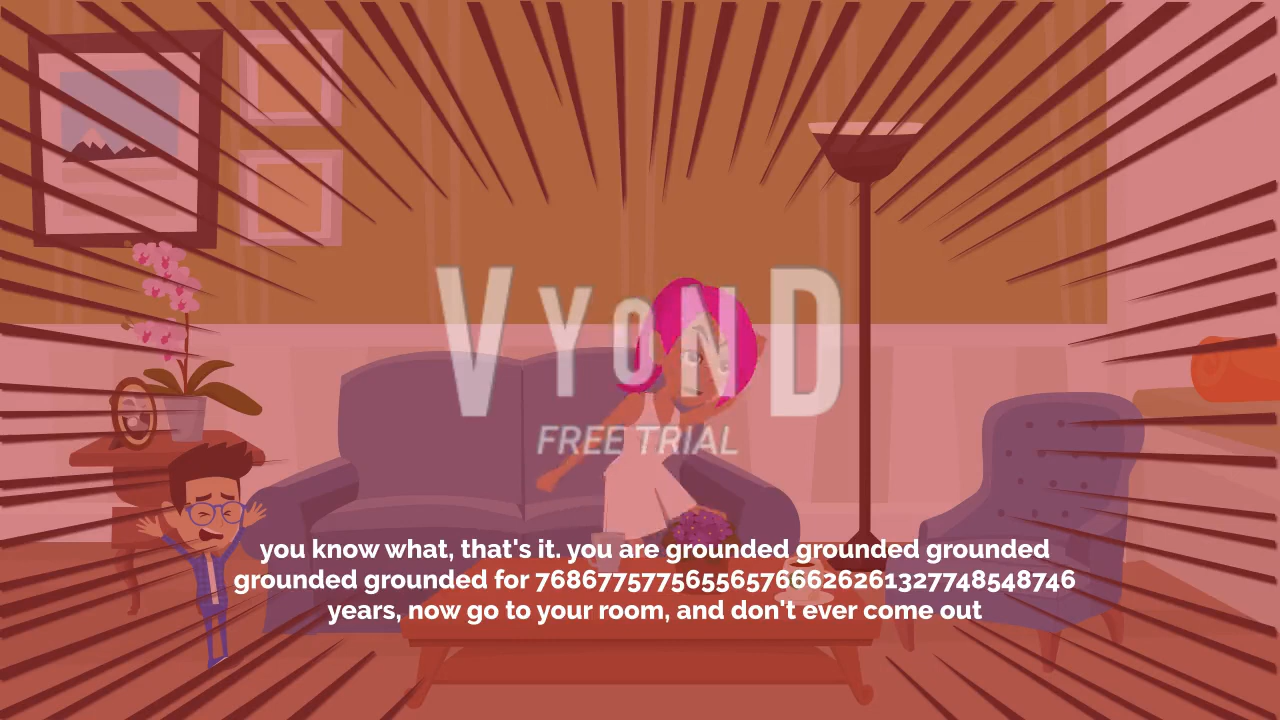 VYOND
FREE TRIAL
you know what, that's it. you are grounded grounded grounded
grounded grounded for 768677577565565766626261327748548746
years, now go to your room, and don't ever come out